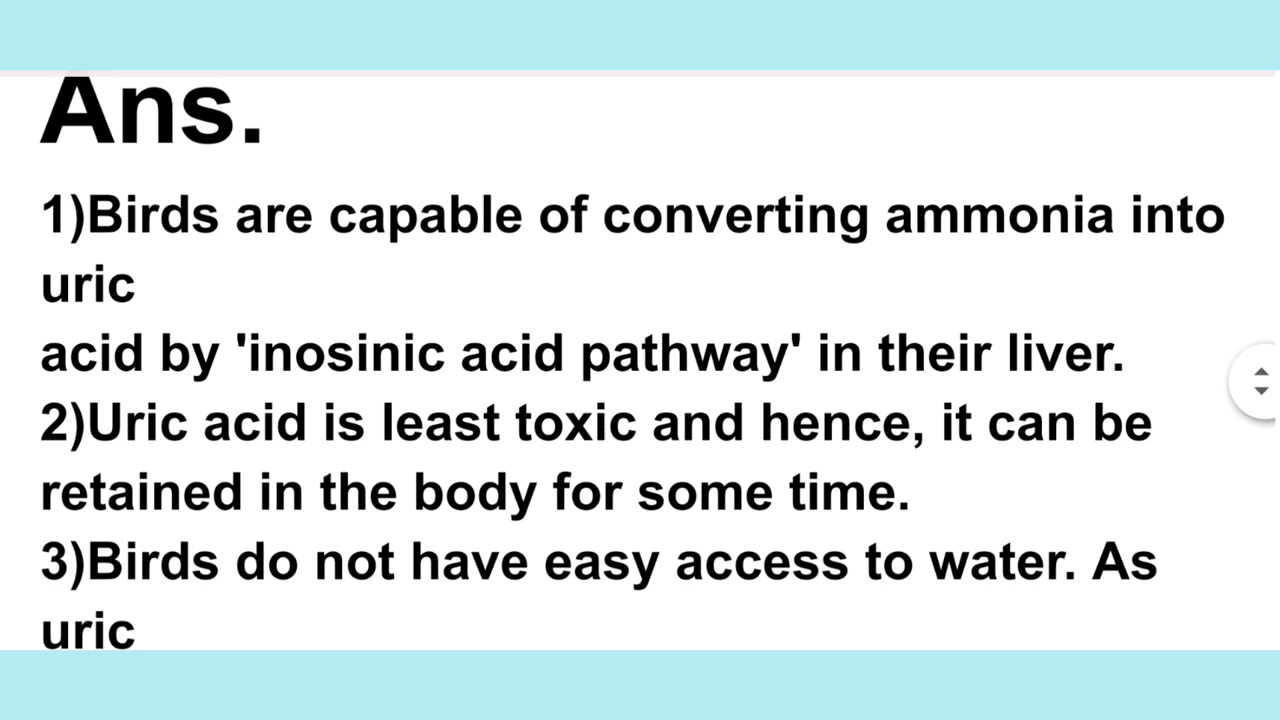 Ans.
1)Birds are capable of converting ammonia into
uric
acid by 'inosinic acid pathway' in their liver.
2)Uric acid is least toxic and hence, it can be
retained in the body for some time.
3)Birds do not have easy access to water. As
uric